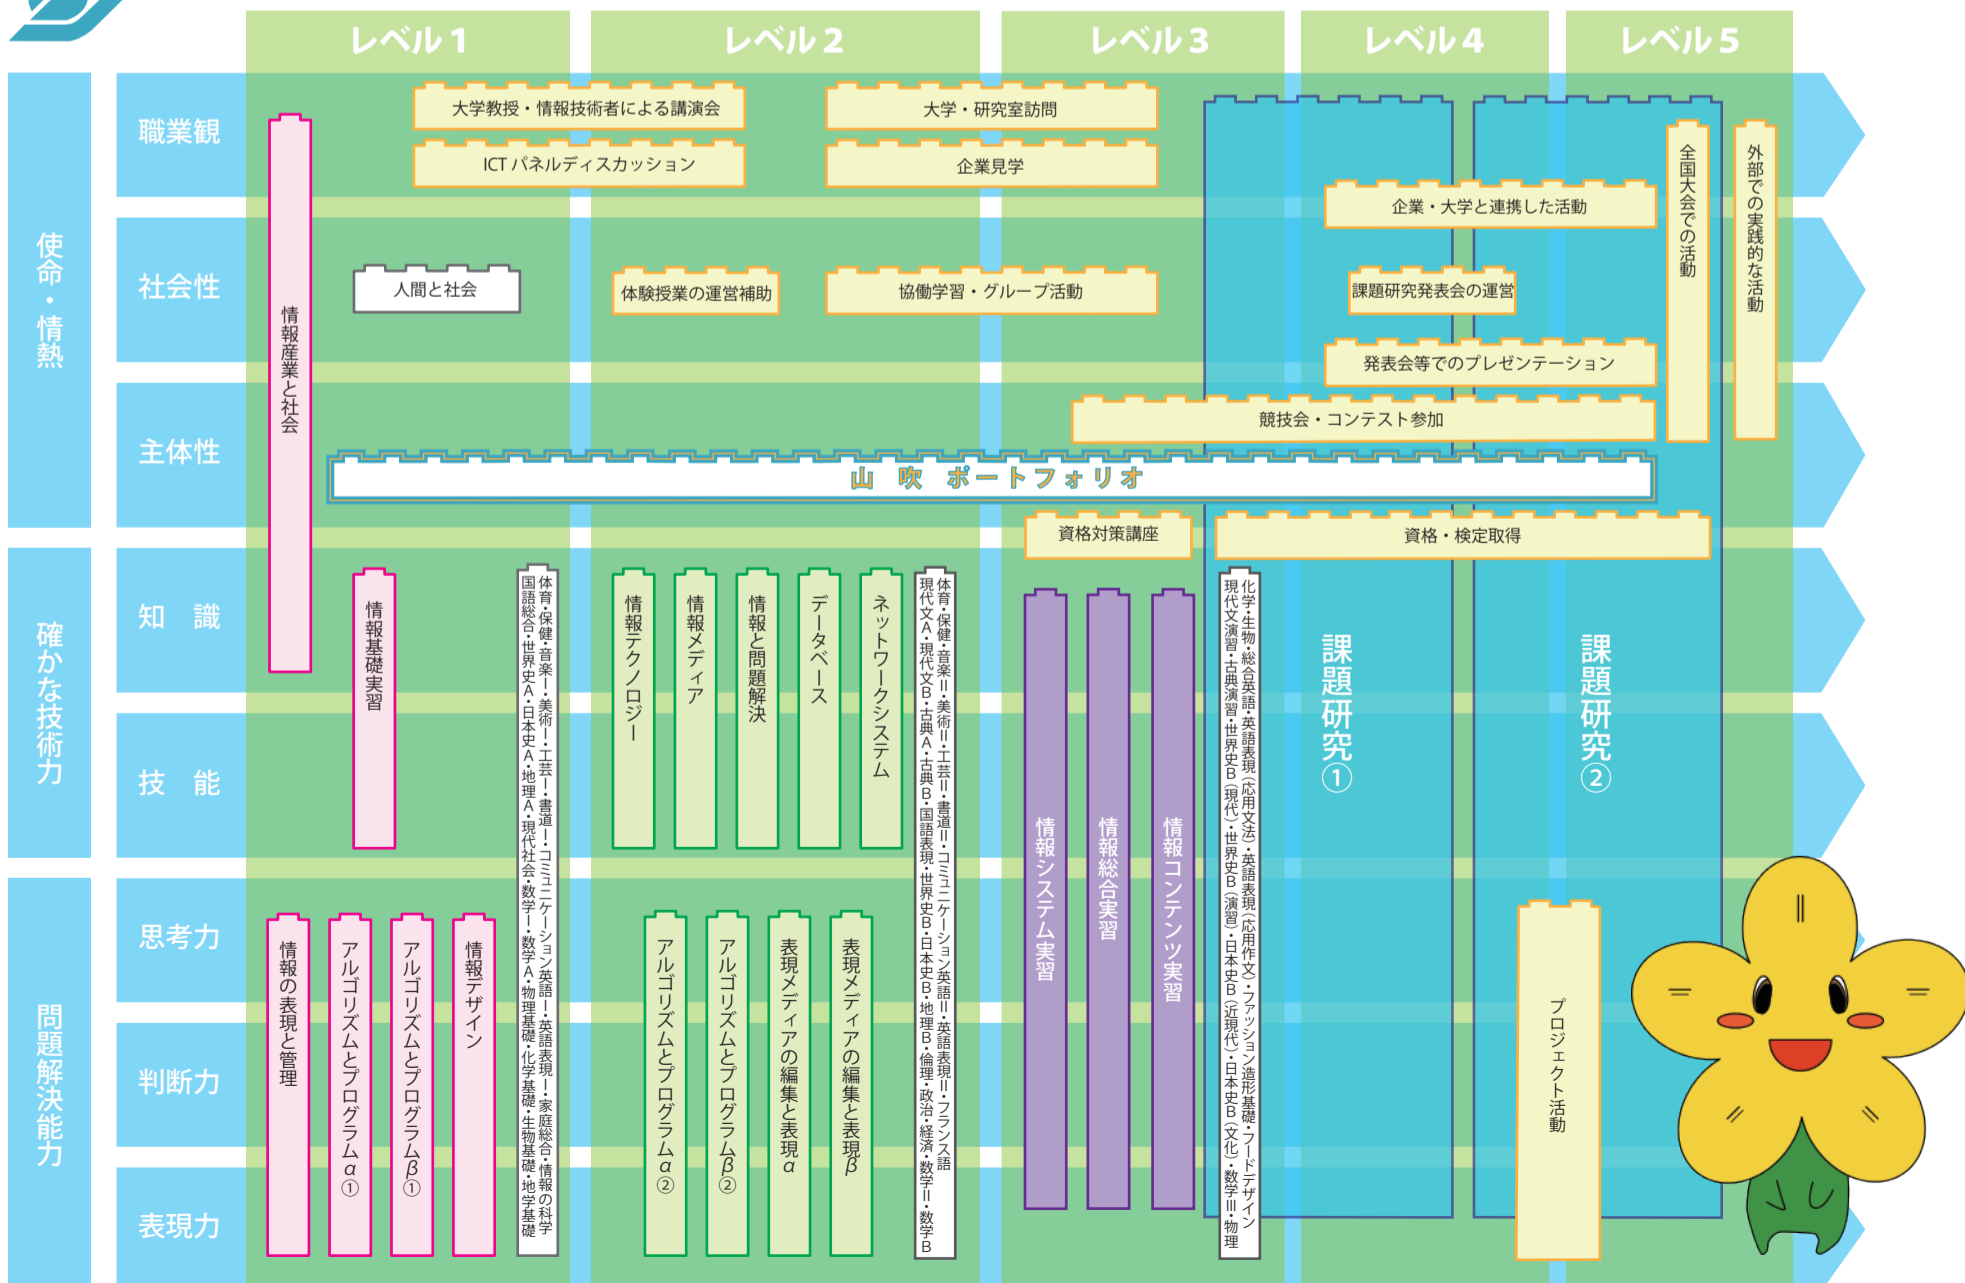 レベル 1
レベル 2
レベル 3
レベル 4
レベル 5
使命・情熱
職業観
社会性
主体性
確かな技術力
知 識
技 能
問題解決能力
思考力
判断力
表現力
大学教授・情報技術者による講演会
ICT パネルディスカッション
大学・研究室訪問
企業見学
企業・大学と連携した活動
全国大会での活動
外部での実践的な活動
情報産業と社会
人間と社会
体験授業の運営補助
協働学習・グループ活動
課題研究発表会の運営
発表会等でのプレゼンテーション
競技会・コンテスト参加
山 吹 ポートフォリオ
資格対策講座
資格・検定取得
情報基礎実習
体育・保健・音楽Ⅰ・美術Ⅰ・工芸Ⅰ・書道Ⅰ・コミュニケーション英語Ⅰ・英語表現Ⅰ・家庭総合・情報の科学
国語総合・世界史A・日本史A・地理A・現代社会・数学Ⅰ・数学A・物理基礎・化学基礎・生物基礎・地学基礎
情報テクノロジー
情報メディア
情報と問題解決
データベース
ネットワークシステム
体育・保健・音楽Ⅱ・美術Ⅱ・工芸Ⅱ・書道Ⅱ・コミュニケーション英語Ⅱ・英語表現Ⅱ・フランス語
現代文A・現代文B・古典A・古典B・国語表現・世界史B・日本史B・地理B・倫理・政治・経済・数学Ⅱ・数学B
情報システム実習
情報総合実習
情報コンテンツ実習
化学・生物・総合英語・英語表現（応用文法）・英語表現（応用作文）・ファッション造形基礎・フードデザイン
現代文演習・古典演習・世界史B（現代）・世界史B（演習）・日本史B（近現代）・日本史B（文化）・数学Ⅲ・物理
課題研究①
課題研究②
情報の表現と管理
アルゴリズムとプログラムα①
アルゴリズムとプログラムβ①
情報デザイン
アルゴリズムとプログラムα②
アルゴリズムとプログラムβ②
表現メディアの編集と表現α
表現メディアの編集と表現β
プロジェクト活動